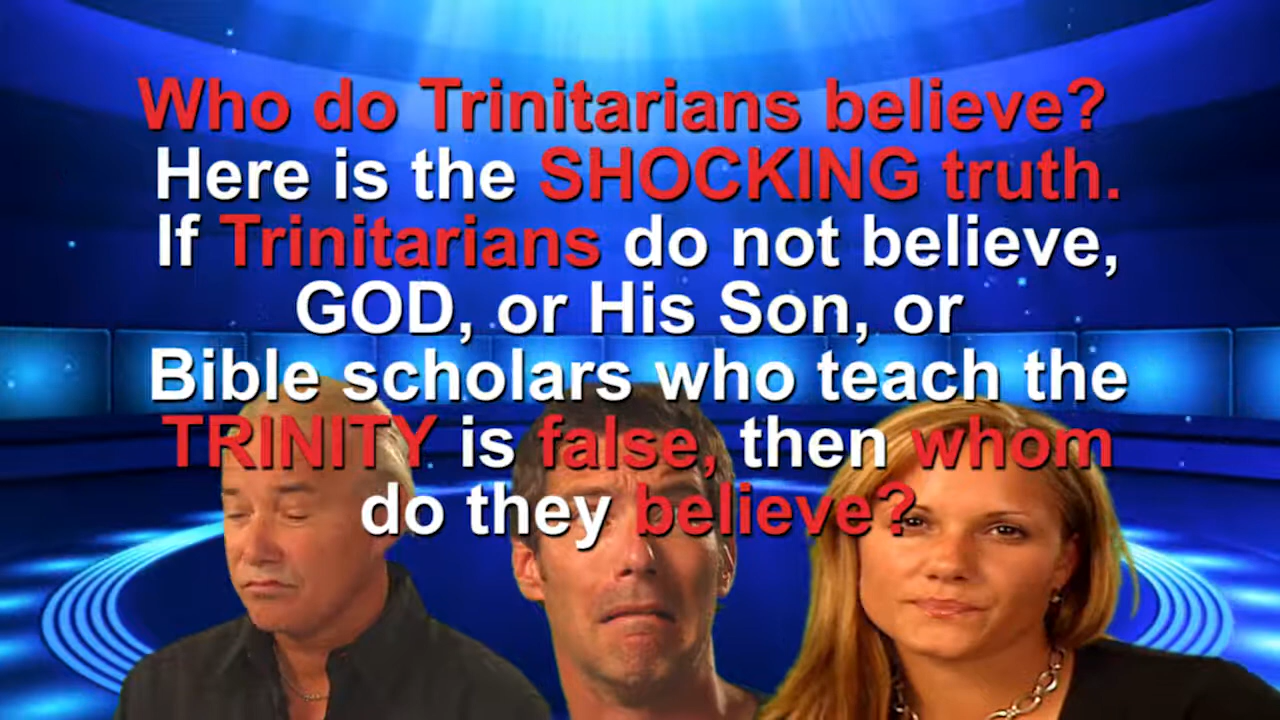 Who do Trinitarians believe?
Here is the SHOCKING truth.
If Trinitarians do not believe,
GOD, or His Son, or
Bible scholars who teach the
TRINITY is false, then whom
do they believe?